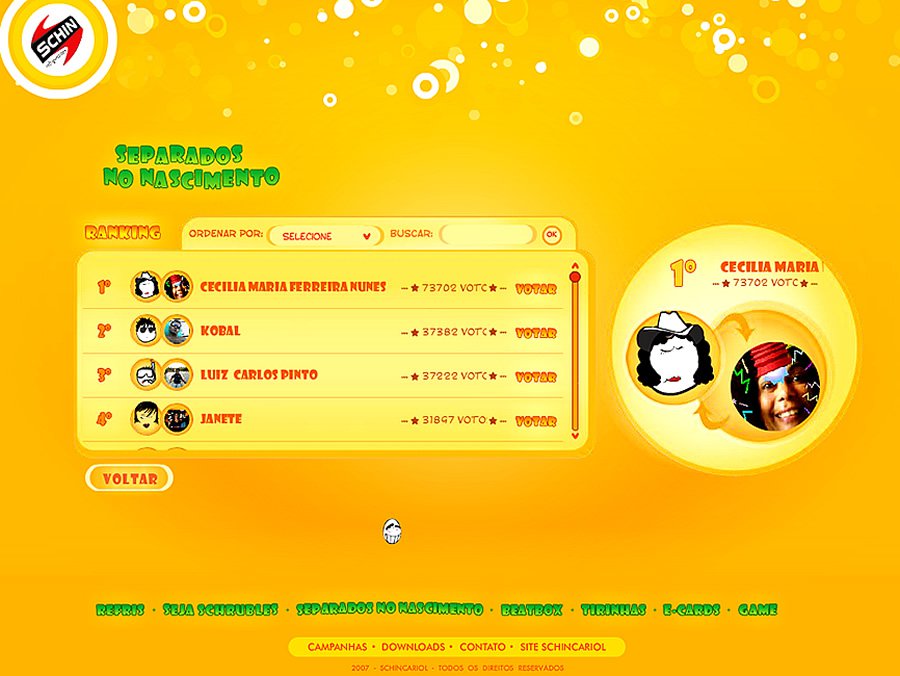 SCHIN
SEPARADOS
NO NASCIMENTO
RANKING
ORDENAR POR: SELECIONE BUSCAR: OK
1º CECILIA MARIA FERREIRA NUNES 73702 VOTO VOTAR
2º KOBAL 37382 VOTO VOTAR
3º LUIZ CARLOS PINTO 37222 VOTO VOTAR
4º JANETE 31847 VOTO VOTAR
1º CECILIA MARIA
73702 VOTO
VOLTAR
REFRIS · SEJA SCHRUBLES · SEPARADOS NO NASCIMENTO · BEATBOX · TIRINHAS · E-CARDS · GAME
CAMPANHAS · DOWNLOADS · CONTATO · SITE SCHINCARIOL
2007 - SCHINCARIOL - TODOS OS DIREITOS RESERVADOS